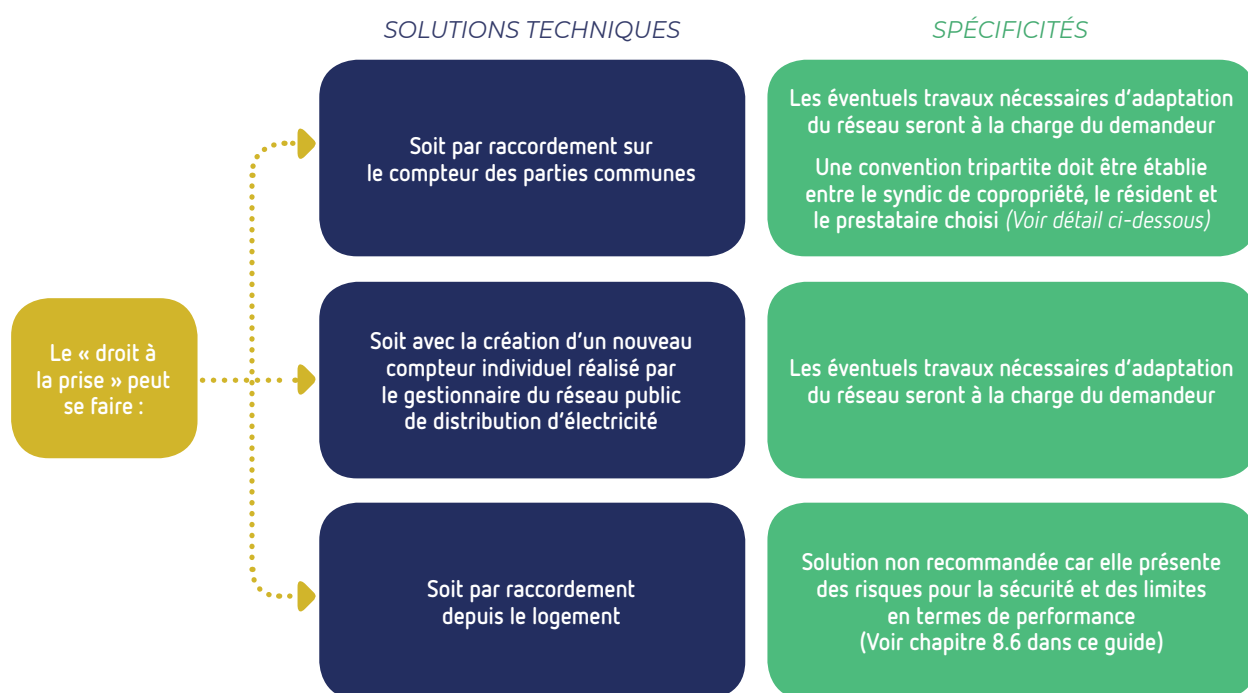 SOLUTIONS TECHNIQUES
SPÉCIFICITÉS
Le « droit à
la prise » peut
se faire :
Soit par raccordement sur
le compteur des parties communes
Les éventuels travaux nécessaires d'adaptation
du réseau seront à la charge du demandeur
Une convention tripartite doit être établie
entre le syndic de copropriété, le résident et
le prestataire choisi (Voir détail ci-dessous)
Soit avec la création d'un nouveau
compteur individuel réalisé par
le gestionnaire du réseau public
de distribution d'électricité
Les éventuels travaux nécessaires d'adaptation
du réseau seront à la charge du demandeur
Soit par raccordement
depuis le logement
Solution non recommandée car elle présente
des risques pour la sécurité et des limites
en termes de performance
(Voir chapitre 8.6 dans ce guide)